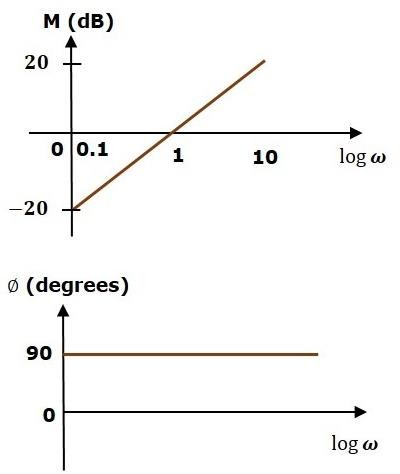 M (dB)
20
0 0.1 1 10 log ω
−20
∅ (degrees)
90
0
log ω